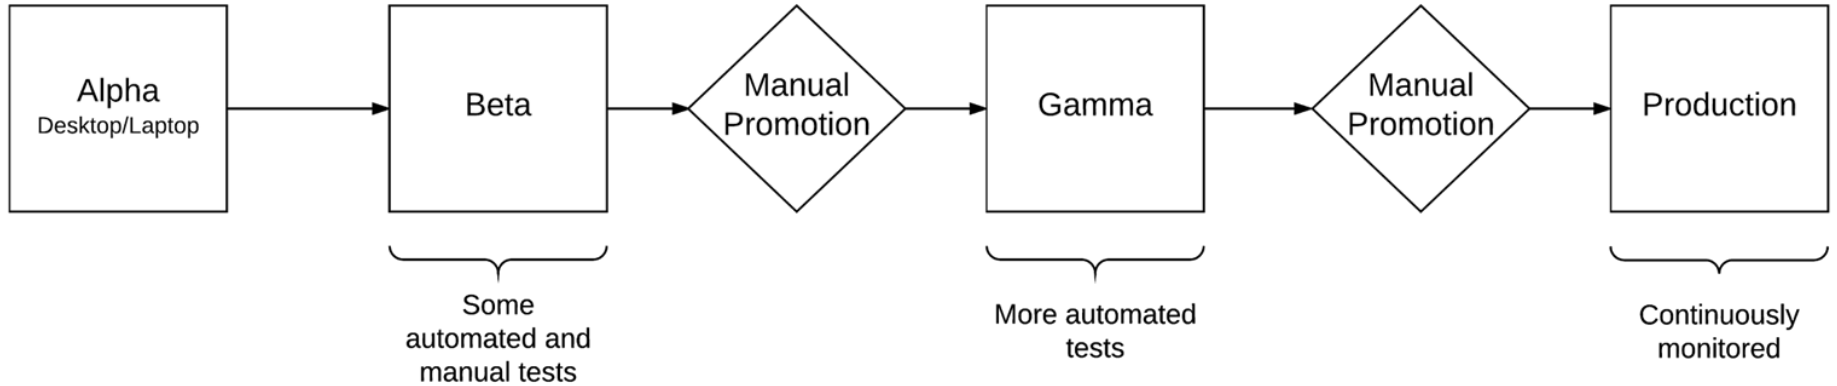 Alpha
Desktop/Laptop
Beta
Manual
Promotion
Gamma
Manual
Promotion
Production
Some
automated and
manual tests
More automated
tests
Continuously
monitored